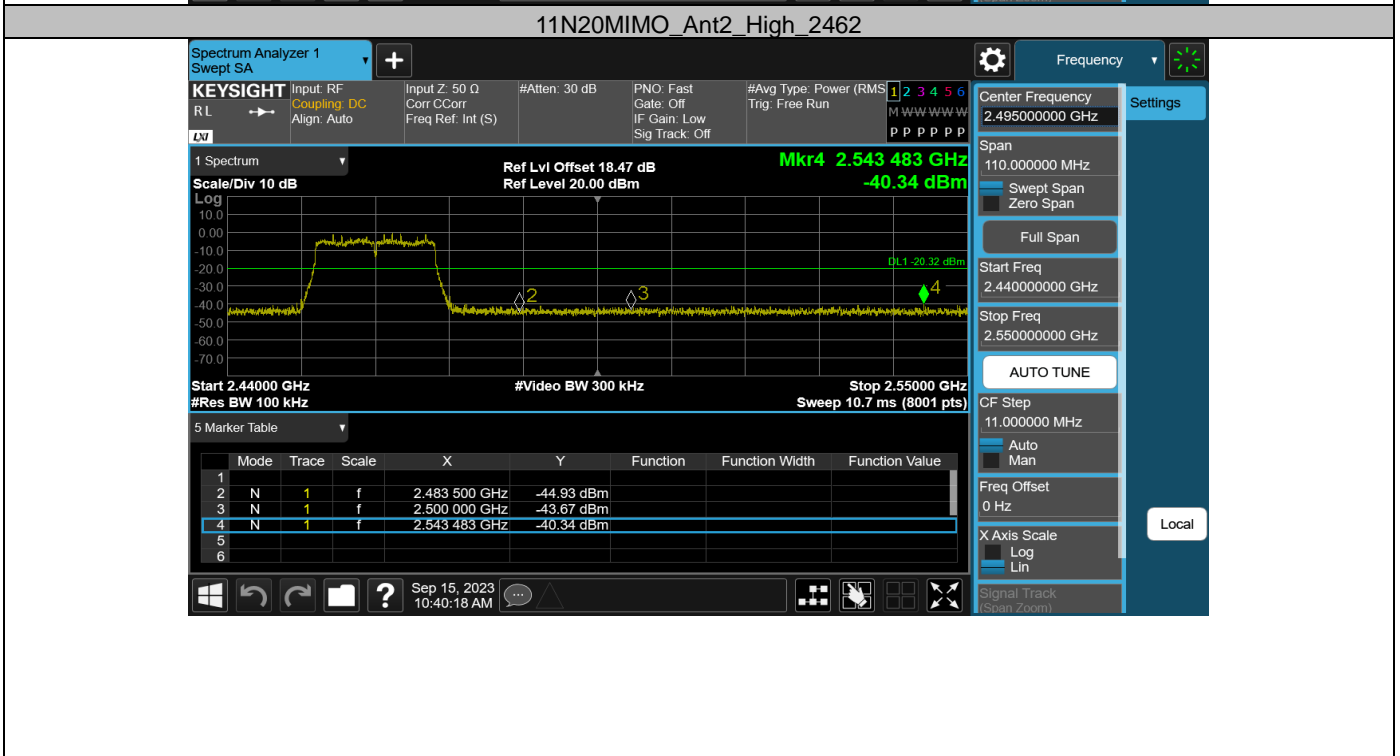 (Span Zoom)
11N20MIMO_Ant2_High_2462
Spectrum Analyzer 1
Swept SA
Frequency
KEYSIGHT
RL
LXI
Input: RF
Coupling: DC
Align: Auto
Input Z: 50 Ω
Corr CCorr
Freq Ref: Int (S)
#Atten: 30 dB
PNO: Fast
Gate: Off
IF Gain: Low
Sig Track: Off
#Avg Type: Power (RMS
Trig: Free Run
1 2 3 4 5 6
M W W W W W
P P P P P P
1 Spectrum
Scale/Div 10 dB
Ref Lvl Offset 18.47 dB
Ref Level 20.00 dBm
Mkr4 2.543 483 GHz
-40.34 dBm
Log
10.0
0.00
-10.0
-20.0
-30.0
-40.0
-50.0
-60.0
-70.0
DL1 -20.32 dBm
2
3
4
Start 2.44000 GHz
#Res BW 100 kHz
#Video BW 300 kHz
Stop 2.55000 GHz
Sweep 10.7 ms (8001 pts)
5 Marker Table
Mode Trace Scale X Y Function Function Width Function Value
1
2 N 1 f 2.483 500 GHz -44.93 dBm
3 N 1 f 2.500 000 GHz -43.67 dBm
4 N 1 f 2.543 483 GHz -40.34 dBm
5
6
Sep 15, 2023
10:40:18 AM
Center Frequency
2.495000000 GHz
Span
110.000000 MHz
Swept Span
Zero Span
Full Span
Start Freq
2.440000000 GHz
Stop Freq
2.550000000 GHz
AUTO TUNE
CF Step
11.000000 MHz
Auto
Man
Freq Offset
0 Hz
X Axis Scale
Log
Lin
Signal Track
(Span Zoom)
Settings
Local